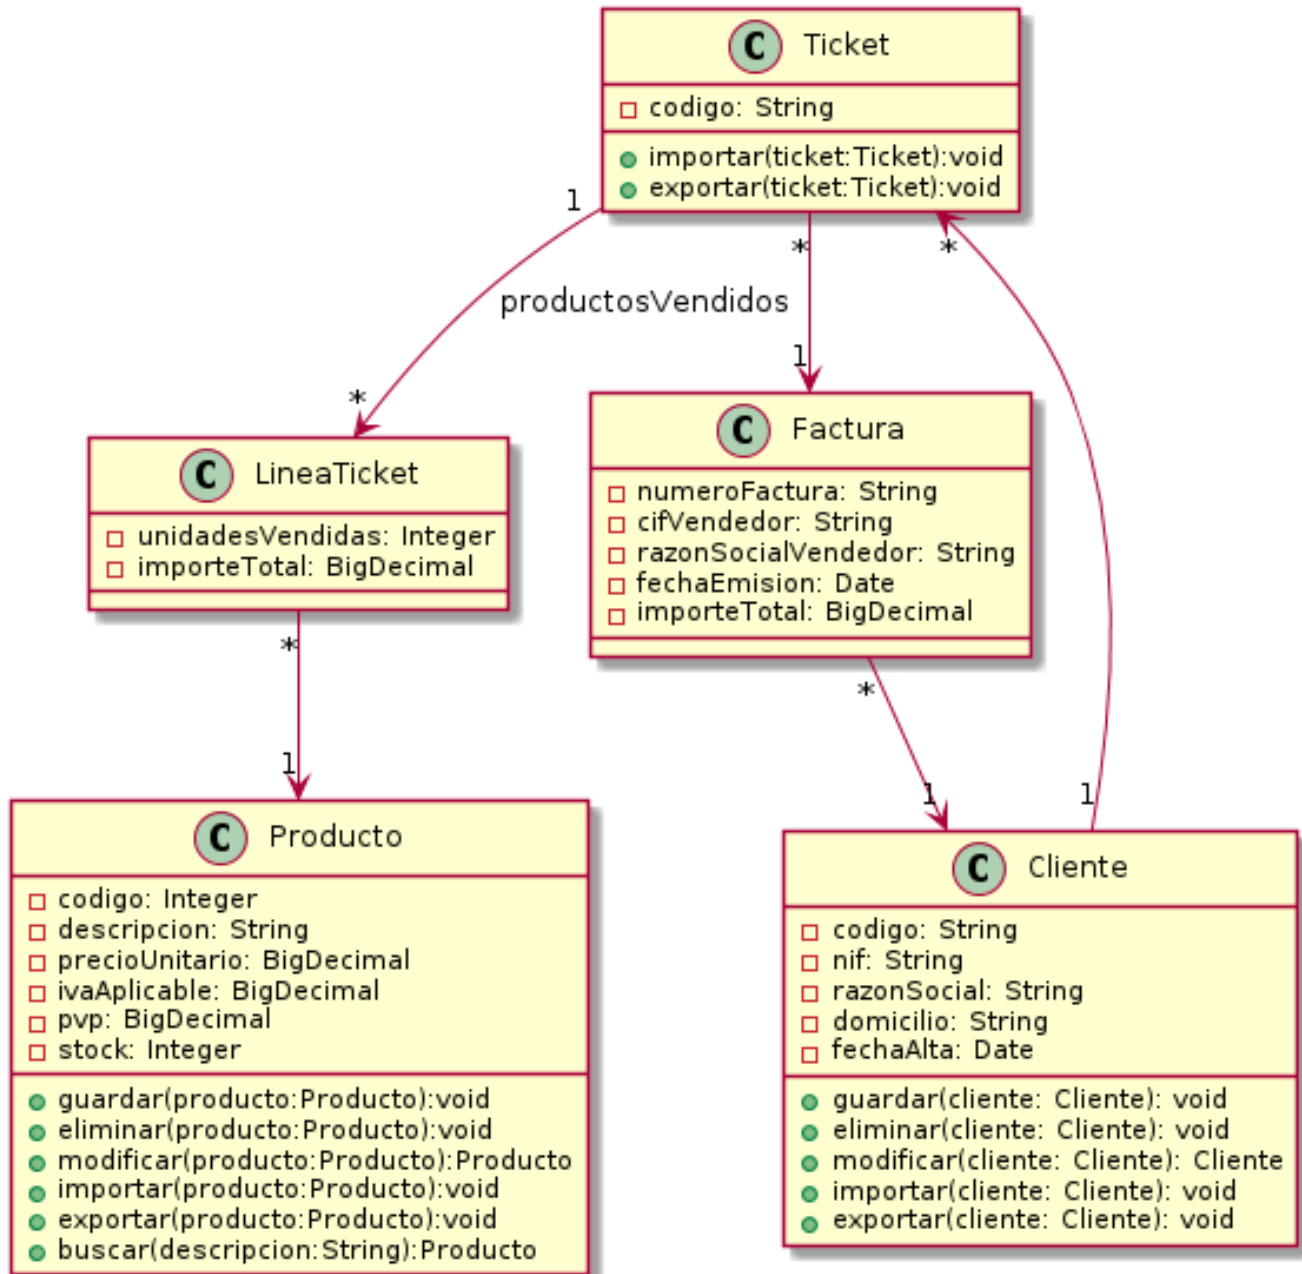 C Ticket
codigo: String
importar(ticket:Ticket):void
exportar(ticket:Ticket):void
1
*
*
productosVendidos
*
1
C LineaTicket
unidadesVendidas: Integer
importeTotal: BigDecimal
C Factura
numeroFactura: String
cifVendedor: String
razonSocialVendedor: String
fechaEmision: Date
importeTotal: BigDecimal
*
1
*
1
1
C Producto
codigo: Integer
descripcion: String
precioUnitario: BigDecimal
ivaAplicable: BigDecimal
pvp: BigDecimal
stock: Integer
guardar(producto:Producto):void
eliminar(producto:Producto):void
modificar(producto:Producto):Producto
importar(producto:Producto):void
exportar(producto:Producto):void
buscar(descripcion:String):Producto
C Cliente
codigo: String
nif: String
razonSocial: String
domicilio: String
fechaAlta: Date
guardar(cliente: Cliente): void
eliminar(cliente: Cliente): void
modificar(cliente: Cliente): Cliente
importar(cliente: Cliente): void
exportar(cliente: Cliente): void